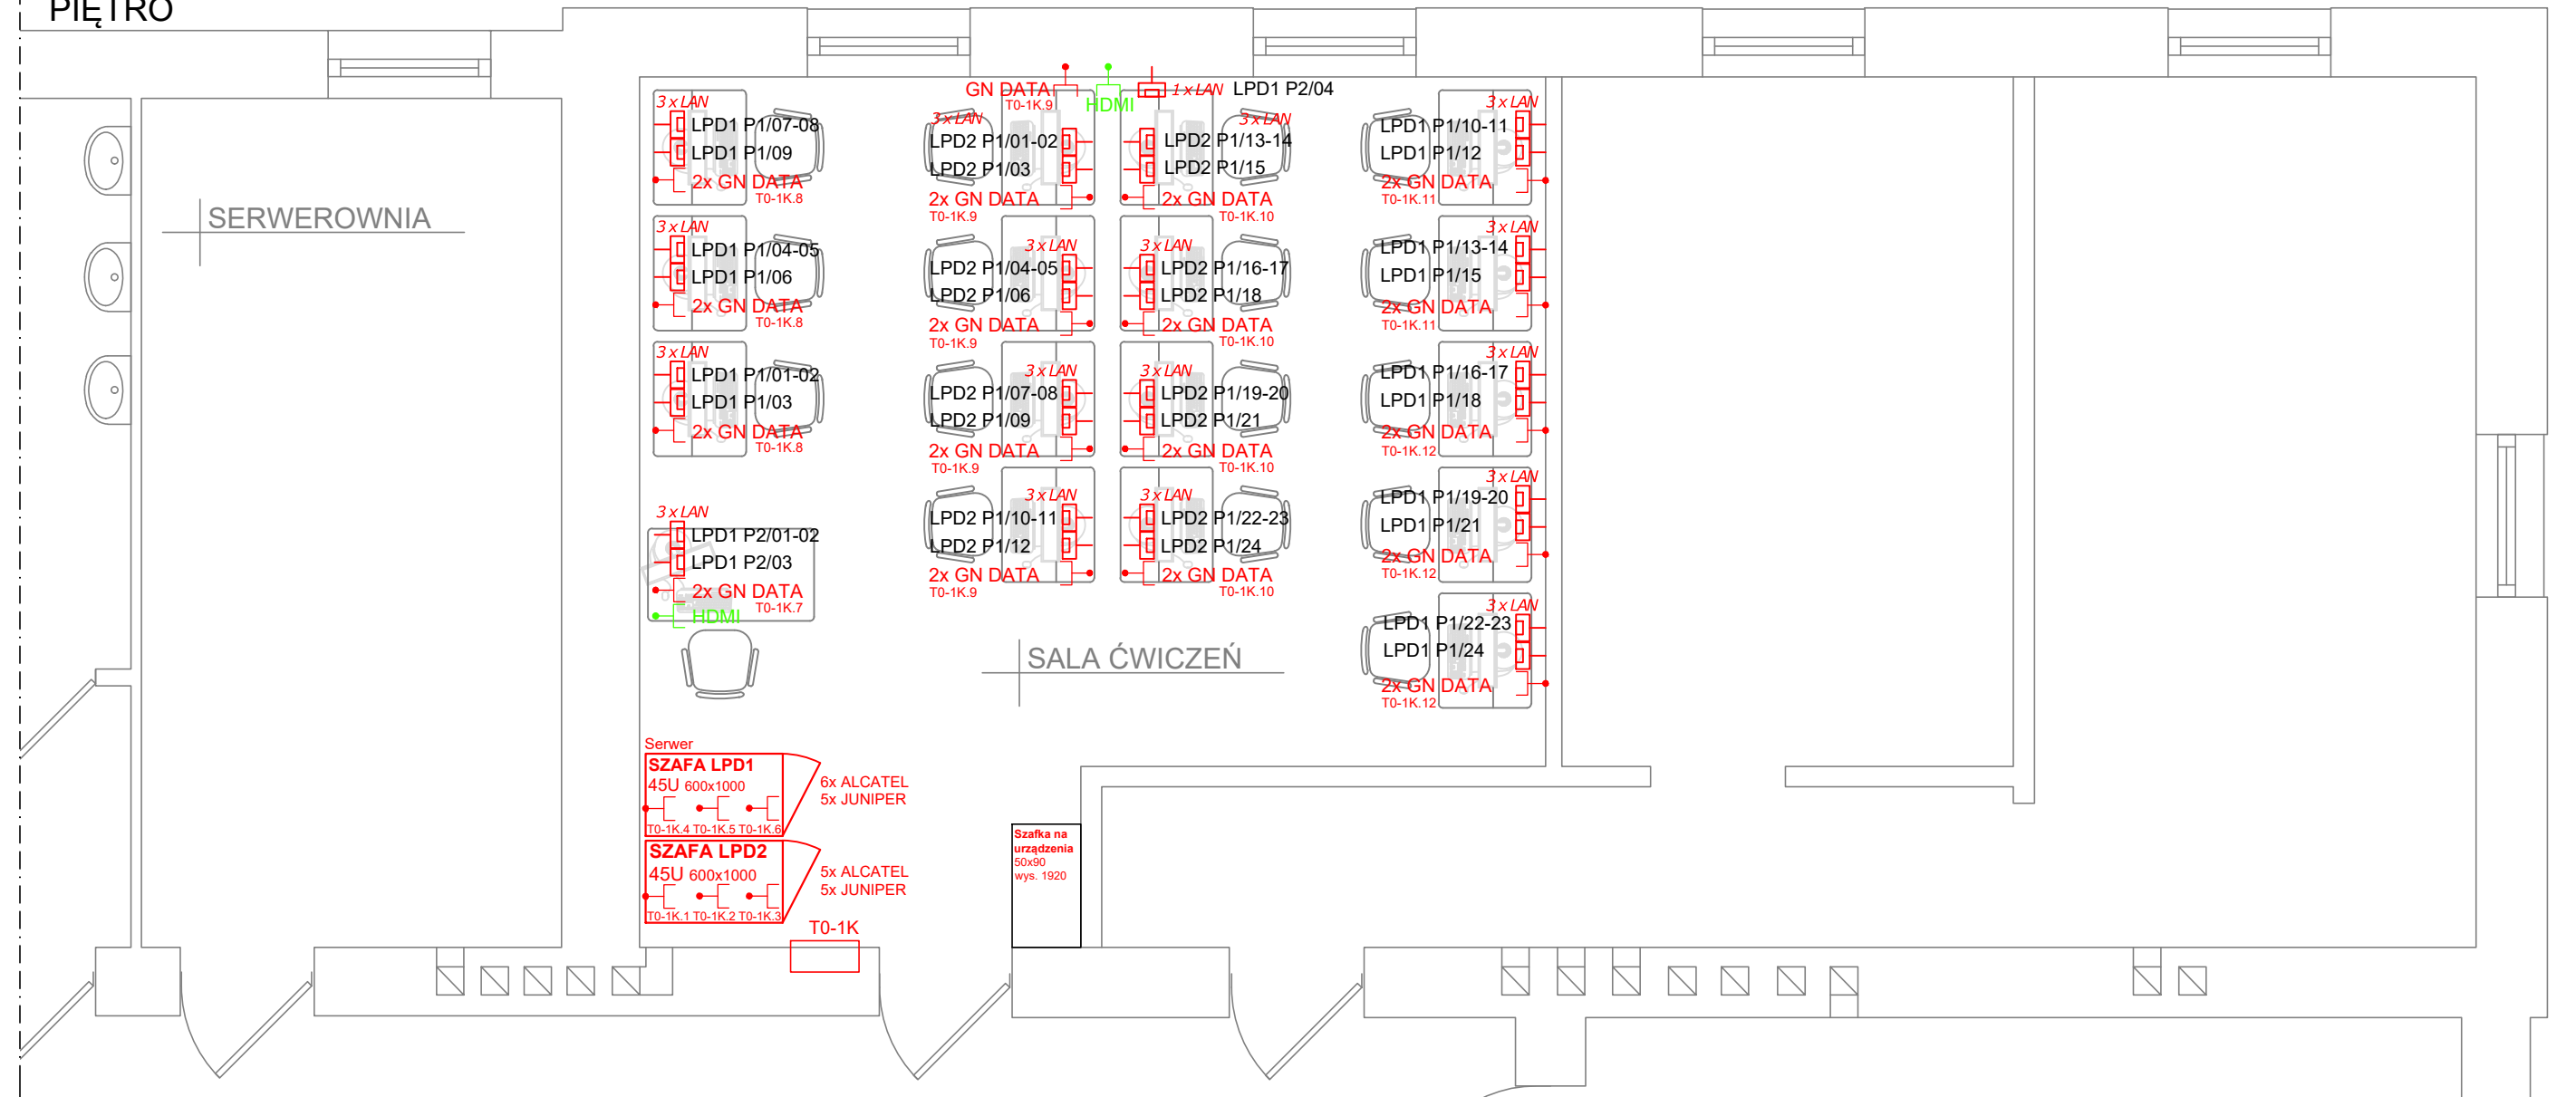 PIĘTRO
SERWEROWNIA
3 x LAN
LPD1 P1/07-08
LPD1 P1/09
2x GN DATA
T0-1K.8
3 x LAN
LPD1 P1/04-05
LPD1 P1/06
2x GN DATA
T0-1K.8
3 x LAN
LPD1 P1/01-02
LPD1 P1/03
2x GN DATA
T0-1K.8
3 x LAN
LPD1 P2/01-02
LPD1 P2/03
2x GN DATA
T0-1K.7
HDMI
GN DATA
T0-1K.9
HDMI
1 x LAN LPD1 P2/04
3 x LAN
LPD2 P1/01-02
LPD2 P1/03
2x GN DATA
T0-1K.9
3 x LAN
LPD2 P1/04-05
LPD2 P1/06
2x GN DATA
T0-1K.9
3 x LAN
LPD2 P1/07-08
LPD2 P1/09
2x GN DATA
T0-1K.9
3 x LAN
LPD2 P1/10-11
LPD2 P1/12
2x GN DATA
T0-1K.9
3 x LAN
LPD2 P1/13-14
LPD2 P1/15
2x GN DATA
T0-1K.10
3 x LAN
LPD2 P1/16-17
LPD2 P1/18
2x GN DATA
T0-1K.10
3 x LAN
LPD2 P1/19-20
LPD2 P1/21
2x GN DATA
T0-1K.10
3 x LAN
LPD2 P1/22-23
LPD2 P1/24
2x GN DATA
T0-1K.10
3 x LAN
LPD1 P1/10-11
LPD1 P1/12
2x GN DATA
T0-1K.11
3 x LAN
LPD1 P1/13-14
LPD1 P1/15
2x GN DATA
T0-1K.11
3 x LAN
LPD1 P1/16-17
LPD1 P1/18
2x GN DATA
T0-1K.12
3 x LAN
LPD1 P1/19-20
LPD1 P1/21
2x GN DATA
T0-1K.12
3 x LAN
LPD1 P1/22-23
LPD1 P1/24
2x GN DATA
T0-1K.12
SALA ĆWICZEŃ
Serwer
SZAFA LPD1
45U 600x1000
T0-1K.4 T0-1K.5 T0-1K.6
6x ALCATEL
5x JUNIPER
SZAFA LPD2
45U 600x1000
T0-1K.1 T0-1K.2 T0-1K.3
5x ALCATEL
5x JUNIPER
T0-1K
Szafka na
urządzenia
50x90
wys. 1920